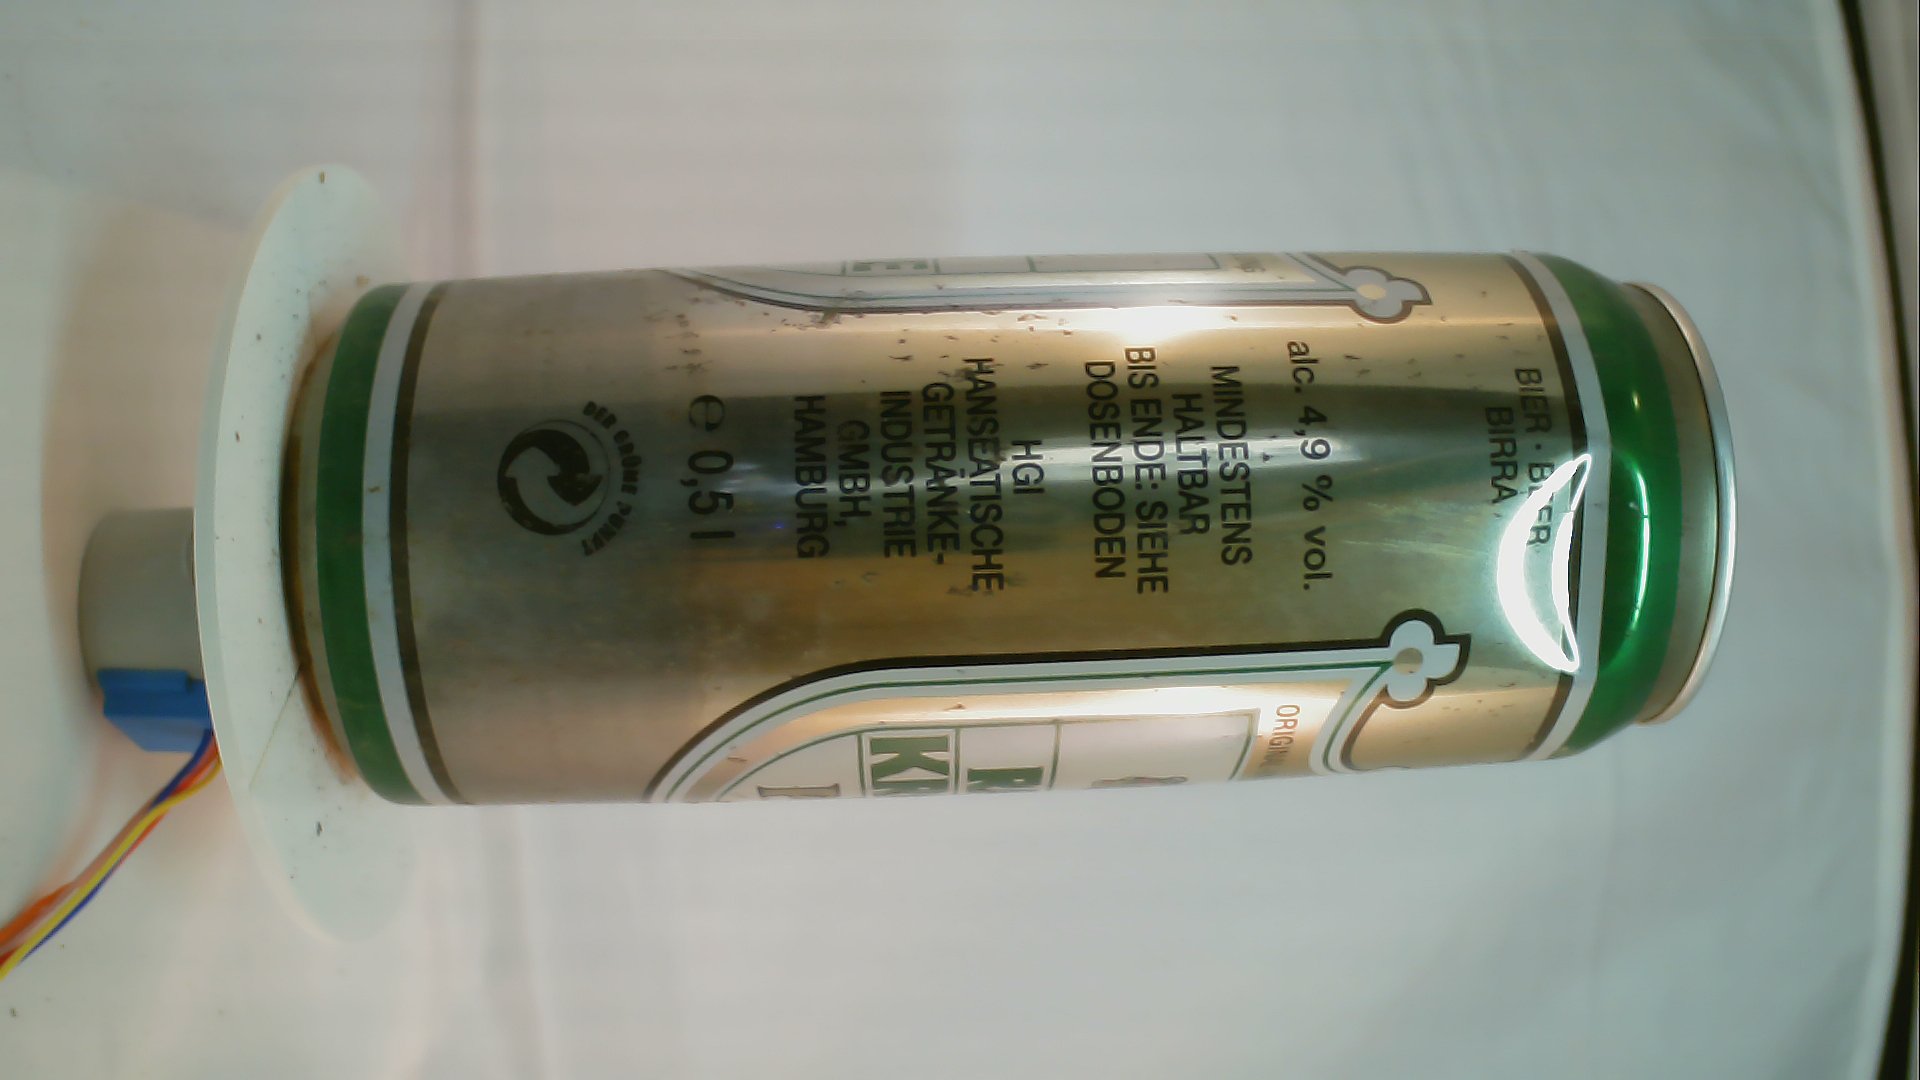 BIER · BIER
BIRRA,
alc. 4,9 % vol.
MINDESTENS
HALTBAR
BIS ENDE: SIEHE
DOSENBODEN
HGI
HANSEATISCHE
GETRÄNKE-
INDUSTRIE
GMBH,
HAMBURG
e 0,5 l
DER GRÜNE PUNKT